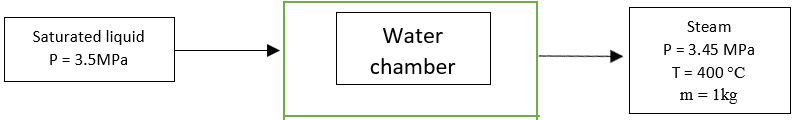 Saturated liquid
P = 3.5MPa
Water
chamber
Steam
P = 3.45 MPa
T = 400 °C
m = 1kg